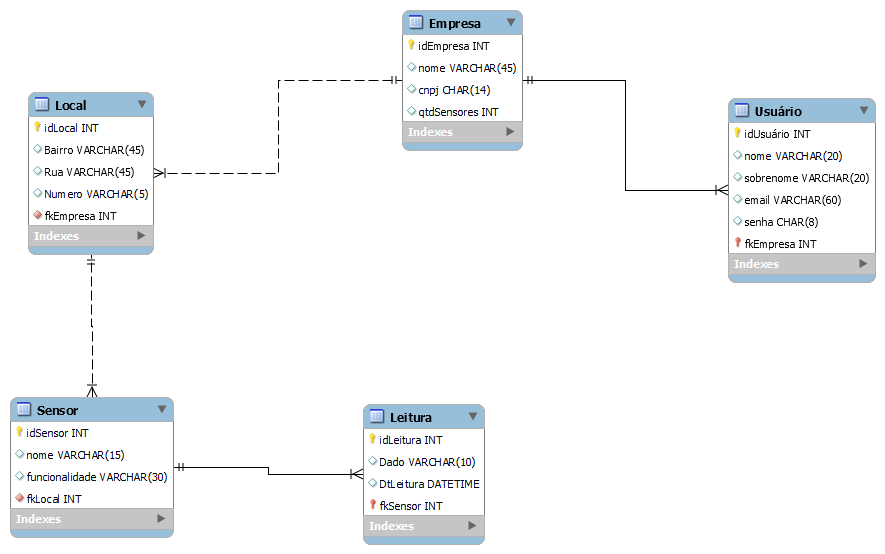 Empresa
idEmpresa INT
nome VARCHAR(45)
cnpj CHAR(14)
qtdSensores INT
Indexes
Local
idLocal INT
Bairro VARCHAR(45)
Rua VARCHAR(45)
Numero VARCHAR(5)
fkEmpresa INT
Indexes
Usuário
idUsuário INT
nome VARCHAR(20)
sobrenome VARCHAR(20)
email VARCHAR(60)
senha CHAR(8)
fkEmpresa INT
Indexes
Sensor
idSensor INT
nome VARCHAR(15)
funcionalidade VARCHAR(30)
fkLocal INT
Indexes
Leitura
idLeitura INT
Dado VARCHAR(10)
DtLeitura DATETIME
fkSensor INT
Indexes